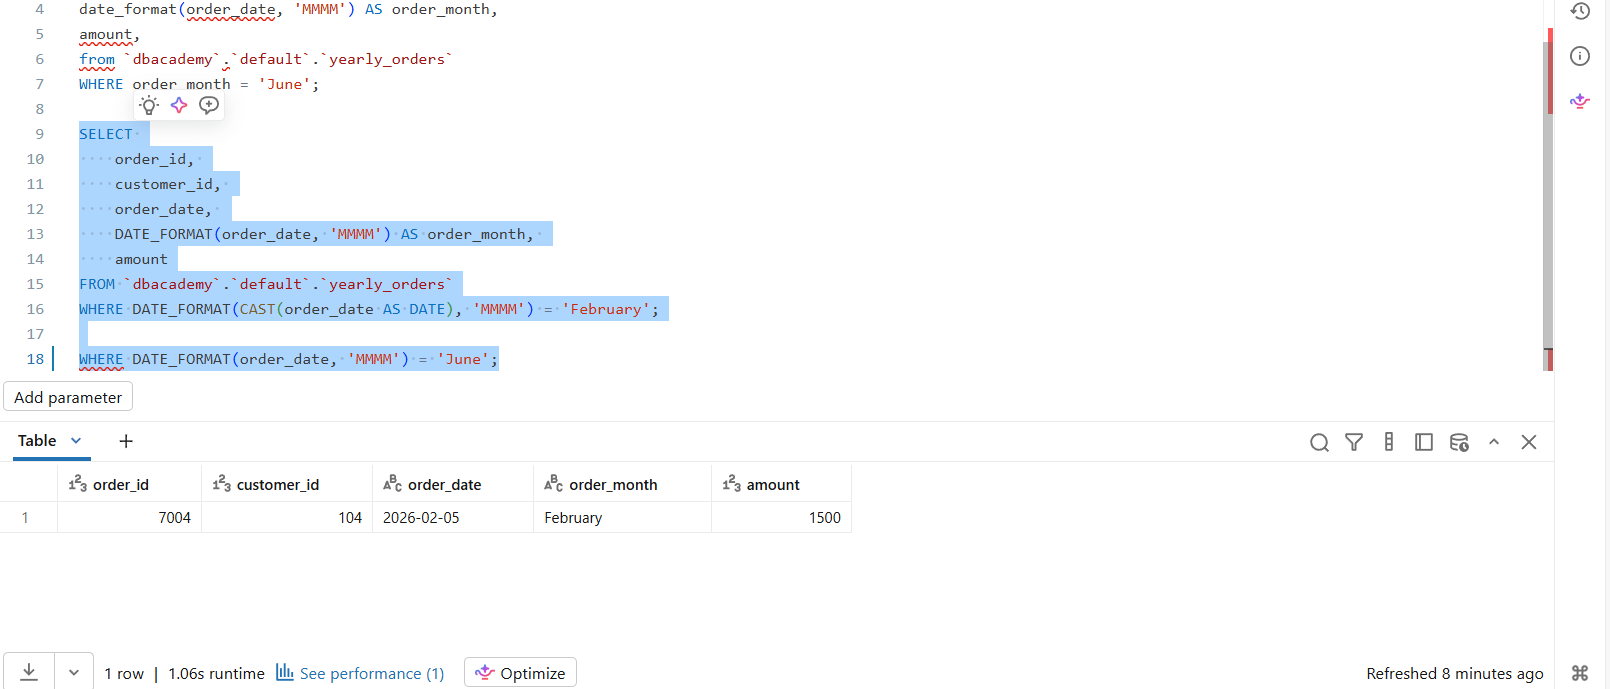 4 date_format(order_date, 'MMMM') AS order_month,
5 amount,
6 from `dbacademy`.`default`.`yearly_orders`
7 WHERE order_month = 'June';
8
9 SELECT
10 order_id,
11 customer_id,
12 order_date,
13 DATE_FORMAT(order_date, 'MMMM') AS order_month,
14 amount
15 FROM `dbacademy`.`default`.`yearly_orders`
16 WHERE DATE_FORMAT(CAST(order_date AS DATE), 'MMMM') = 'February';
17
18 WHERE DATE_FORMAT(order_date, 'MMMM') = 'June';
Add parameter
Table
order_id customer_id order_date order_month amount
1 7004 104 2026-02-05 February 1500
1 row | 1.06s runtime See performance (1) Optimize Refreshed 8 minutes ago